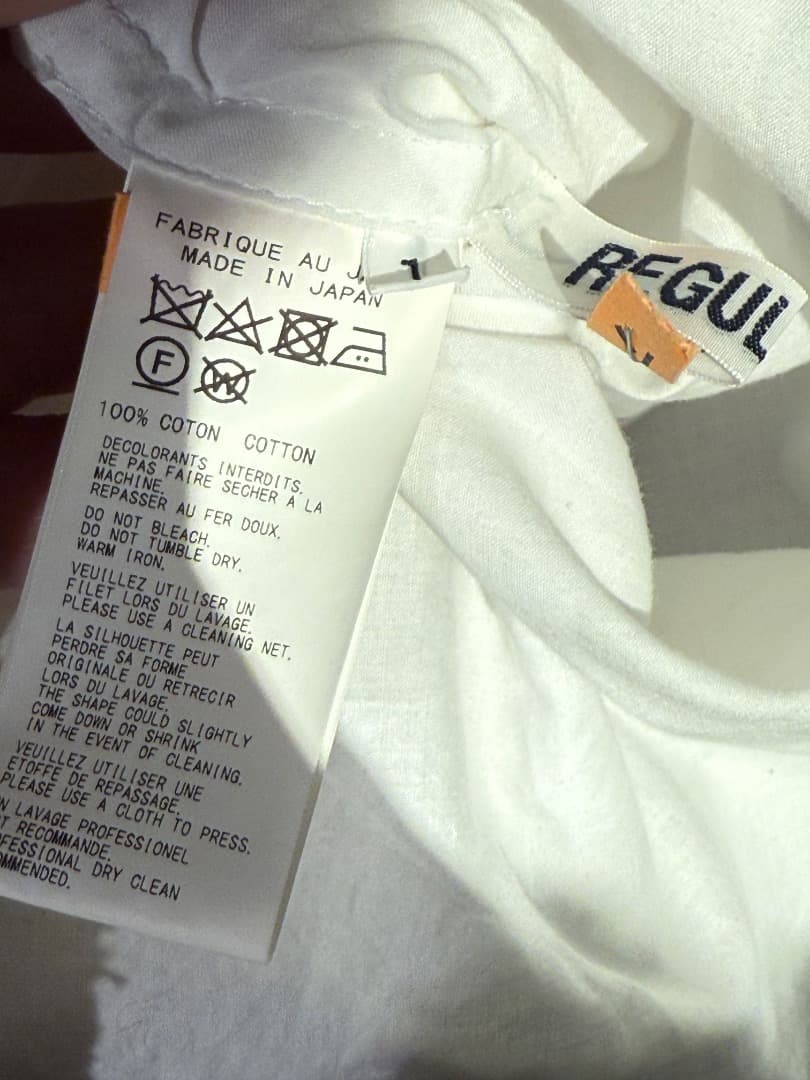 FABRIQUE AU J
MADE IN JAPAN
1
REGUL
F
W
100% COTON COTTON
DECOLORANTS INTERDITS.
NE PAS FAIRE SECHER A LA
MACHINE.
REPASSER AU FER DOUX.
DO NOT BLEACH.
DO NOT TUMBLE DRY.
WARM IRON.
VEUILLEZ UTILISER UN
FILET LORS DU LAVAGE.
PLEASE USE A CLEANING NET.
LA SILHOUETTE PEUT
PERDRE SA FORME
ORIGINALE OU RETRECIR
LORS DU LAVAGE.
THE SHAPE COULD SLIGHTLY
COME DOWN OR SHRINK
IN THE EVENT OF CLEANING.
VEUILLEZ UTILISER UNE
ETOFFE DE REPASSAGE.
PLEASE USE A CLOTH TO PRESS.
N LAVAGE PROFESSIONEL
T RECOMMANDE.
FESSIONAL DRY CLEAN
MMENDED.